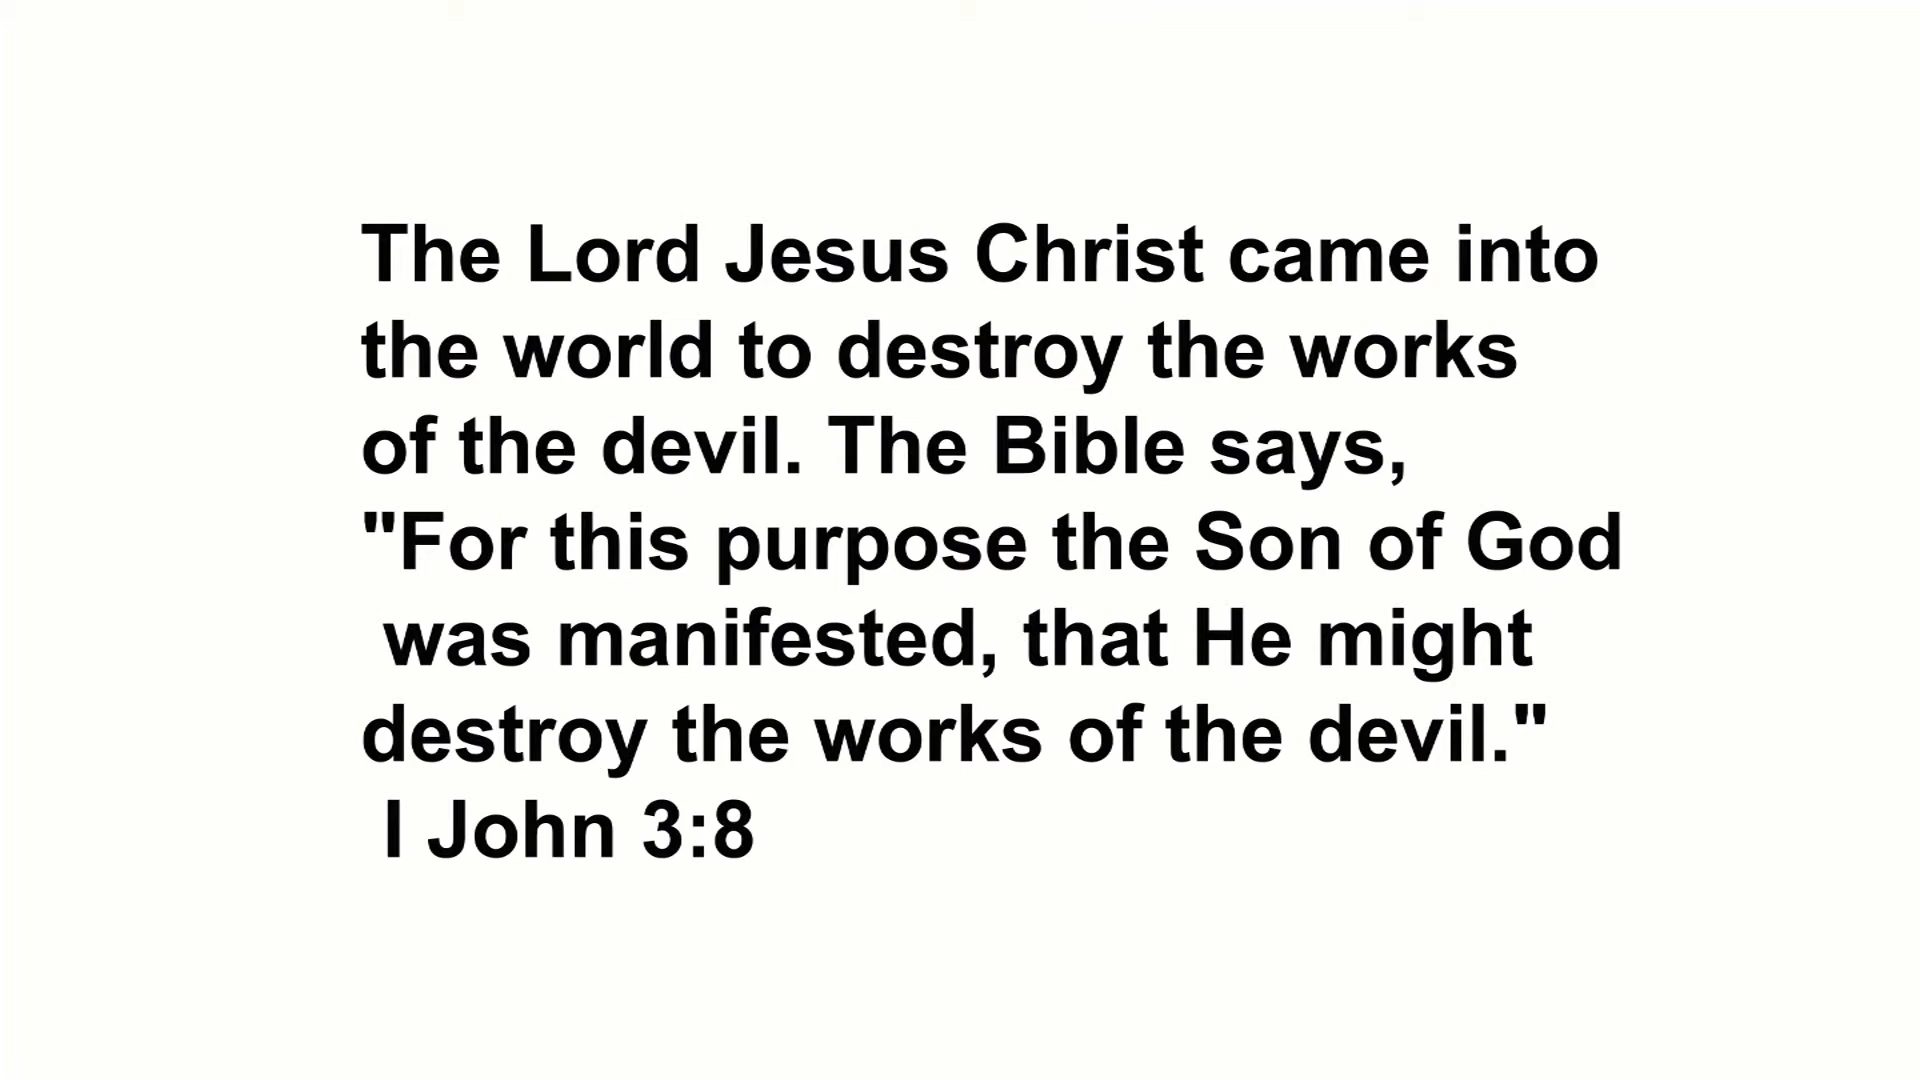 The Lord Jesus Christ came into
the world to destroy the works
of the devil. The Bible says,
"For this purpose the Son of God
was manifested, that He might
destroy the works of the devil."
I John 3:8